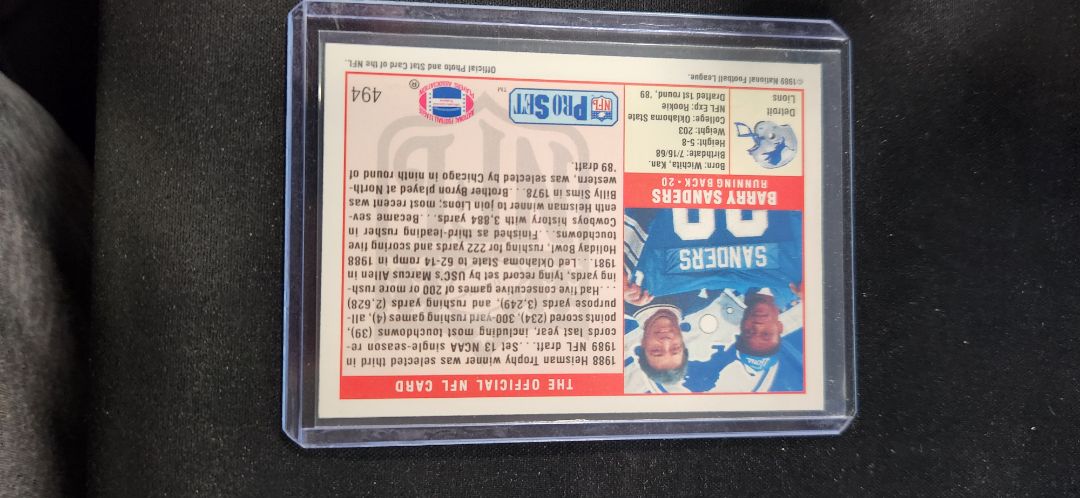 THE OFFICIAL NFL CARD
1988 Heisman Trophy winner was selected third in
1989 NFL draft. . .Set 13 NCAA single-season re-
cords last year, including most touchdowns (39),
points scored (234), 300-yard rushing games (4), all-
purpose yards (3,249), and rushing yards (2,628)
. . .Had five consecutive games of 200 or more rush-
ing yards, tying record set by USC's Marcus Allen in
1981. . .Led Oklahoma State to 62-14 romp in 1988
Holiday Bowl, rushing for 222 yards and scoring five
touchdowns. . .Finished as third-leading rusher in
Cowboys history with 3,884 yards. . .Became sev-
enth Heisman winner to join Lions; most recent was
Billy Sims in 1978. . .Brother Byron played at North-
western, was selected by Chicago in ninth round of
'89 draft.
SANDERS
20
BARRY SANDERS
RUNNING BACK • 20
Born: Wichita, Kan.
Birthdate: 7/16/68
Height: 5-8
Weight: 203
College: Oklahoma State
NFL Exp: Rookie
Drafted 1st round, '89
Detroit
Lions
NFL
PRO SET
™
NATIONAL FOOTBALL LEAGUE
PLAYERS ASSOCIATION
®
494
©1989 National Football League.
Official Photo and Stat Card of the NFL.